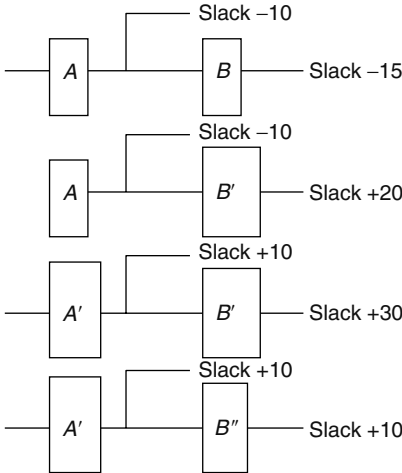 Slack −10
A B Slack −15
Slack −10
A B′ Slack +20
Slack +10
A′ B′ Slack +30
Slack +10
A′ B″ Slack +10